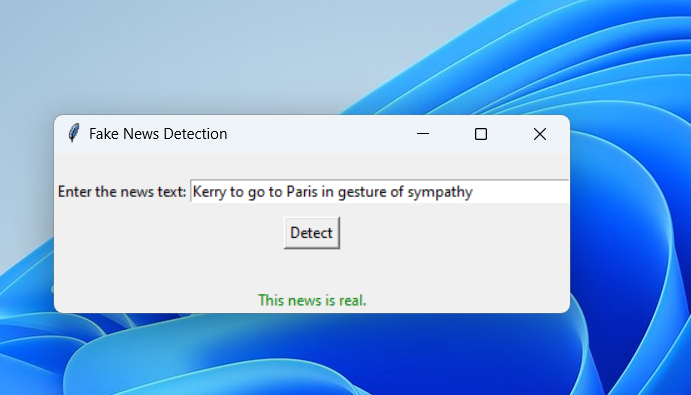 Fake News Detection
Enter the news text: Kerry to go to Paris in gesture of sympathy
Detect
This news is real.